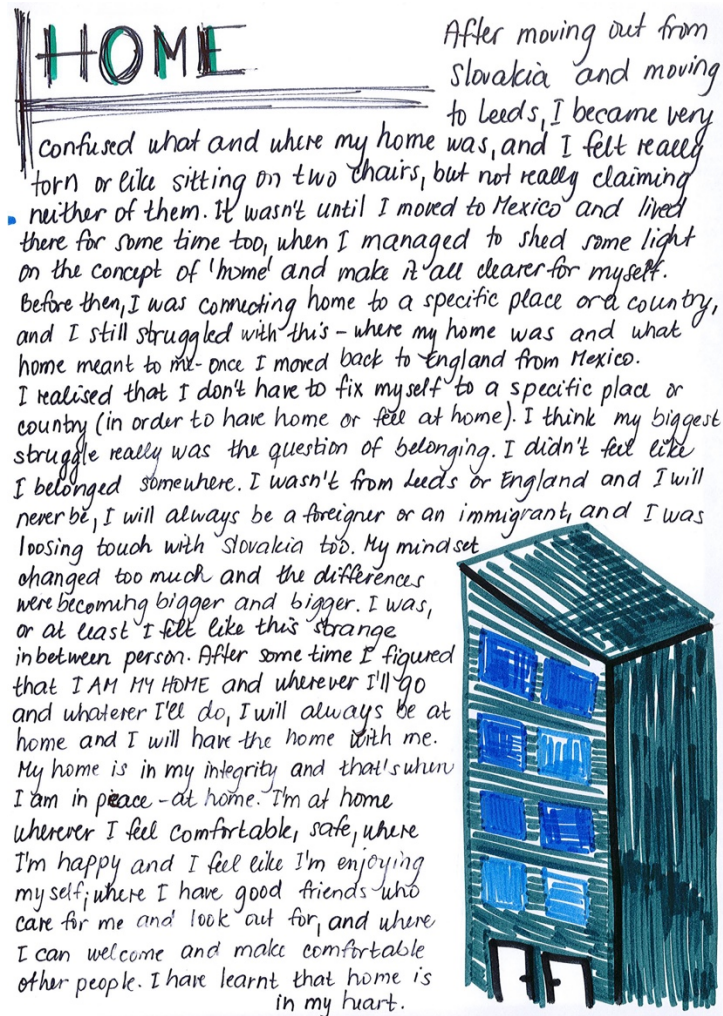 HOME
After moving out from
Slovakia and moving
to Leeds, I became very
confused what and where my home was, and I felt really
torn or like sitting on two chairs, but not really claiming
neither of them. It wasn't until I moved to Mexico and lived
there for some time too, when I managed to shed some light
on the concept of 'home' and make it all clearer for myself.
Before then, I was connecting home to a specific place or a country,
and I still struggled with this - where my home was and what
home meant to me - once I moved back to England from Mexico.
I realised that I don't have to fix myself to a specific place or
country (in order to have home or feel at home). I think my biggest
struggle really was the question of belonging. I didn't feel like
I belonged somewhere. I wasn't from Leeds or England and I will
never be, I will always be a foreigner or an immigrant, and I was
loosing touch with Slovakia too. My mindset
changed too much and the differences
were becoming bigger and bigger. I was,
or at least I felt like this strange
inbetween person. After some time I figured
that I AM MY HOME and wherever I'll go
and whatever I'll do, I will always be at
home and I will have the home with me.
My home is in my integrity and that's when
I am in peace - at home. I'm at home
wherever I feel comfortable, safe, where
I'm happy and I feel like I'm enjoying
myself; where I have good friends who
care for me and look out for, and where
I can welcome and make comfortable
other people. I have learnt that home is
in my heart.